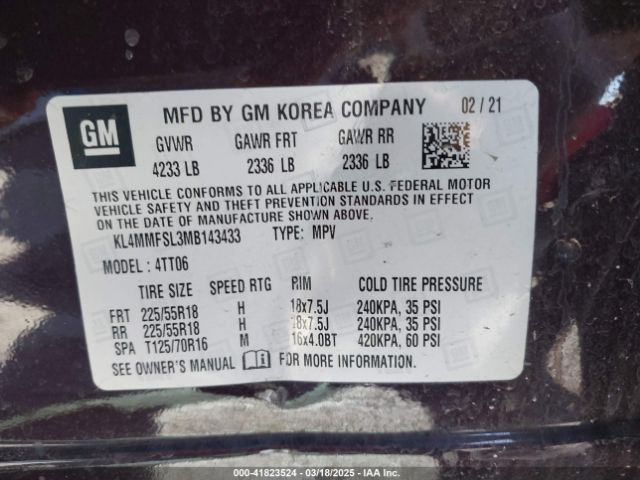 GM MFD BY GM KOREA COMPANY 02 / 21
GVWR GAWR FRT GAWR RR
4233 LB 2336 LB 2336 LB
THIS VEHICLE CONFORMS TO ALL APPLICABLE U.S. FEDERAL MOTOR
VEHICLE SAFETY AND THEFT PREVENTION STANDARDS IN EFFECT
ON THE DATE OF MANUFACTURE SHOWN ABOVE.
KL4MMFSL3MB143433 TYPE: MPV
MODEL: 4TT06
TIRE SIZE SPEED RTG RIM COLD TIRE PRESSURE
FRT 225/55R18 H 18x7.5J 240KPA, 35 PSI
RR 225/55R18 H 18x7.5J 240KPA, 35 PSI
SPA T125/70R16 M 16x4.0BT 420KPA, 60 PSI
SEE OWNER'S MANUAL FOR MORE INFORMATION.
000-41823524 03/18/2025 IAA Inc.